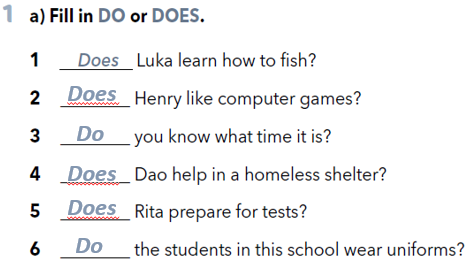 1 a) Fill in DO or DOES.
1 Does Luka learn how to fish?
2 Does Henry like computer games?
3 Do you know what time it is?
4 Does Dao help in a homeless shelter?
5 Does Rita prepare for tests?
6 Do the students in this school wear uniforms?